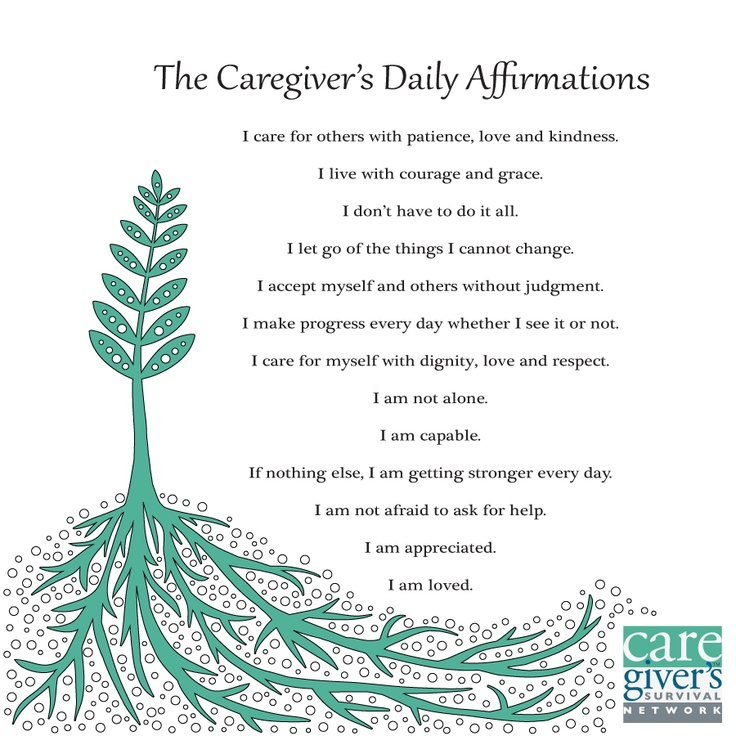 The Caregiver's Daily Affirmations
I care for others with patience, love and kindness.
I live with courage and grace.
I don't have to do it all.
I let go of the things I cannot change.
I accept myself and others without judgment.
I make progress every day whether I see it or not.
I care for myself with dignity, love and respect.
I am not alone.
I am capable.
If nothing else, I am getting stronger every day.
I am not afraid to ask for help.
I am appreciated.
I am loved.
care
giver's™
SURVIVAL
NETWORK